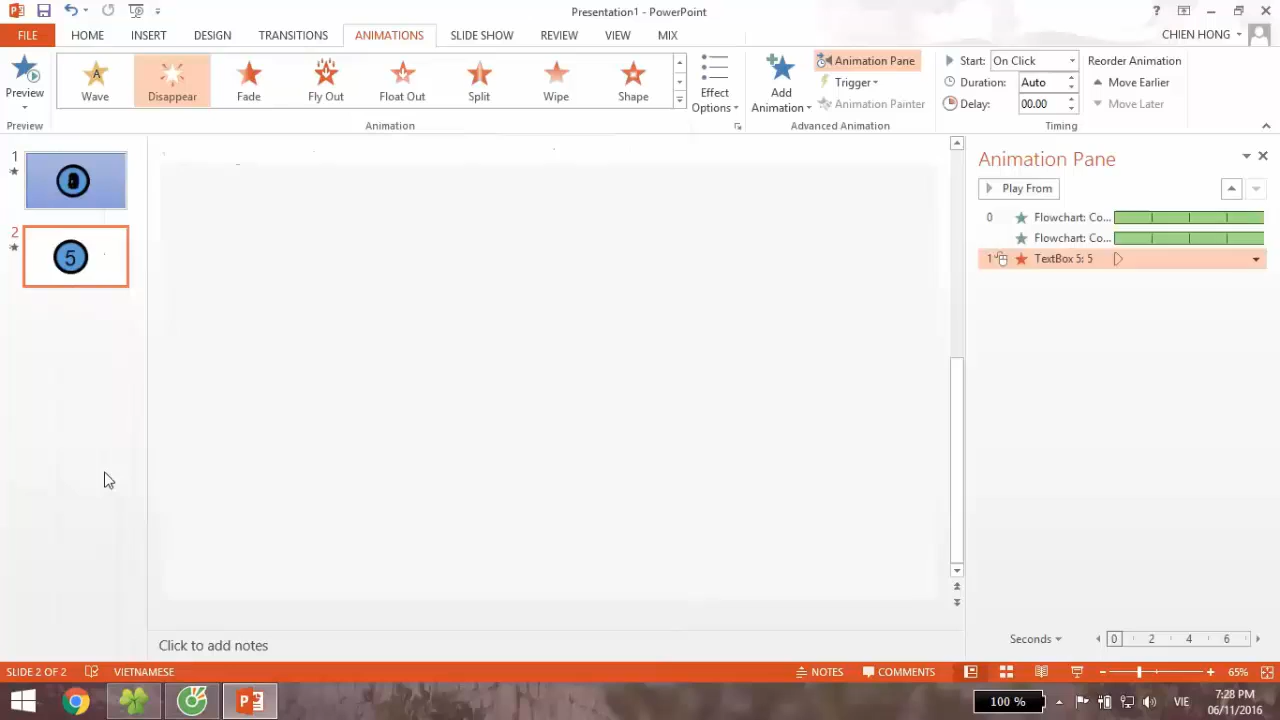 Presentation1 - PowerPoint
?
FILE HOME INSERT DESIGN TRANSITIONS ANIMATIONS SLIDE SHOW REVIEW VIEW MIX
CHIEN HONG
Preview
Wave Disappear Fade Fly Out Float Out Split Wipe Shape
Effect
Options
Add
Animation
Animation Pane
Trigger
Animation Painter
Start: On Click
Duration: Auto
Delay: 00.00
Reorder Animation
Move Earlier
Move Later
Preview Animation Advanced Animation Timing
1
2
5
Animation Pane
Play From
0 Flowchart: Co...
Flowchart: Co...
1 TextBox 5: 5
Seconds 0 2 4 6
Click to add notes
SLIDE 2 OF 2 VIETNAMESE NOTES COMMENTS 65%
100 % VIE
7:28 PM
06/11/2016